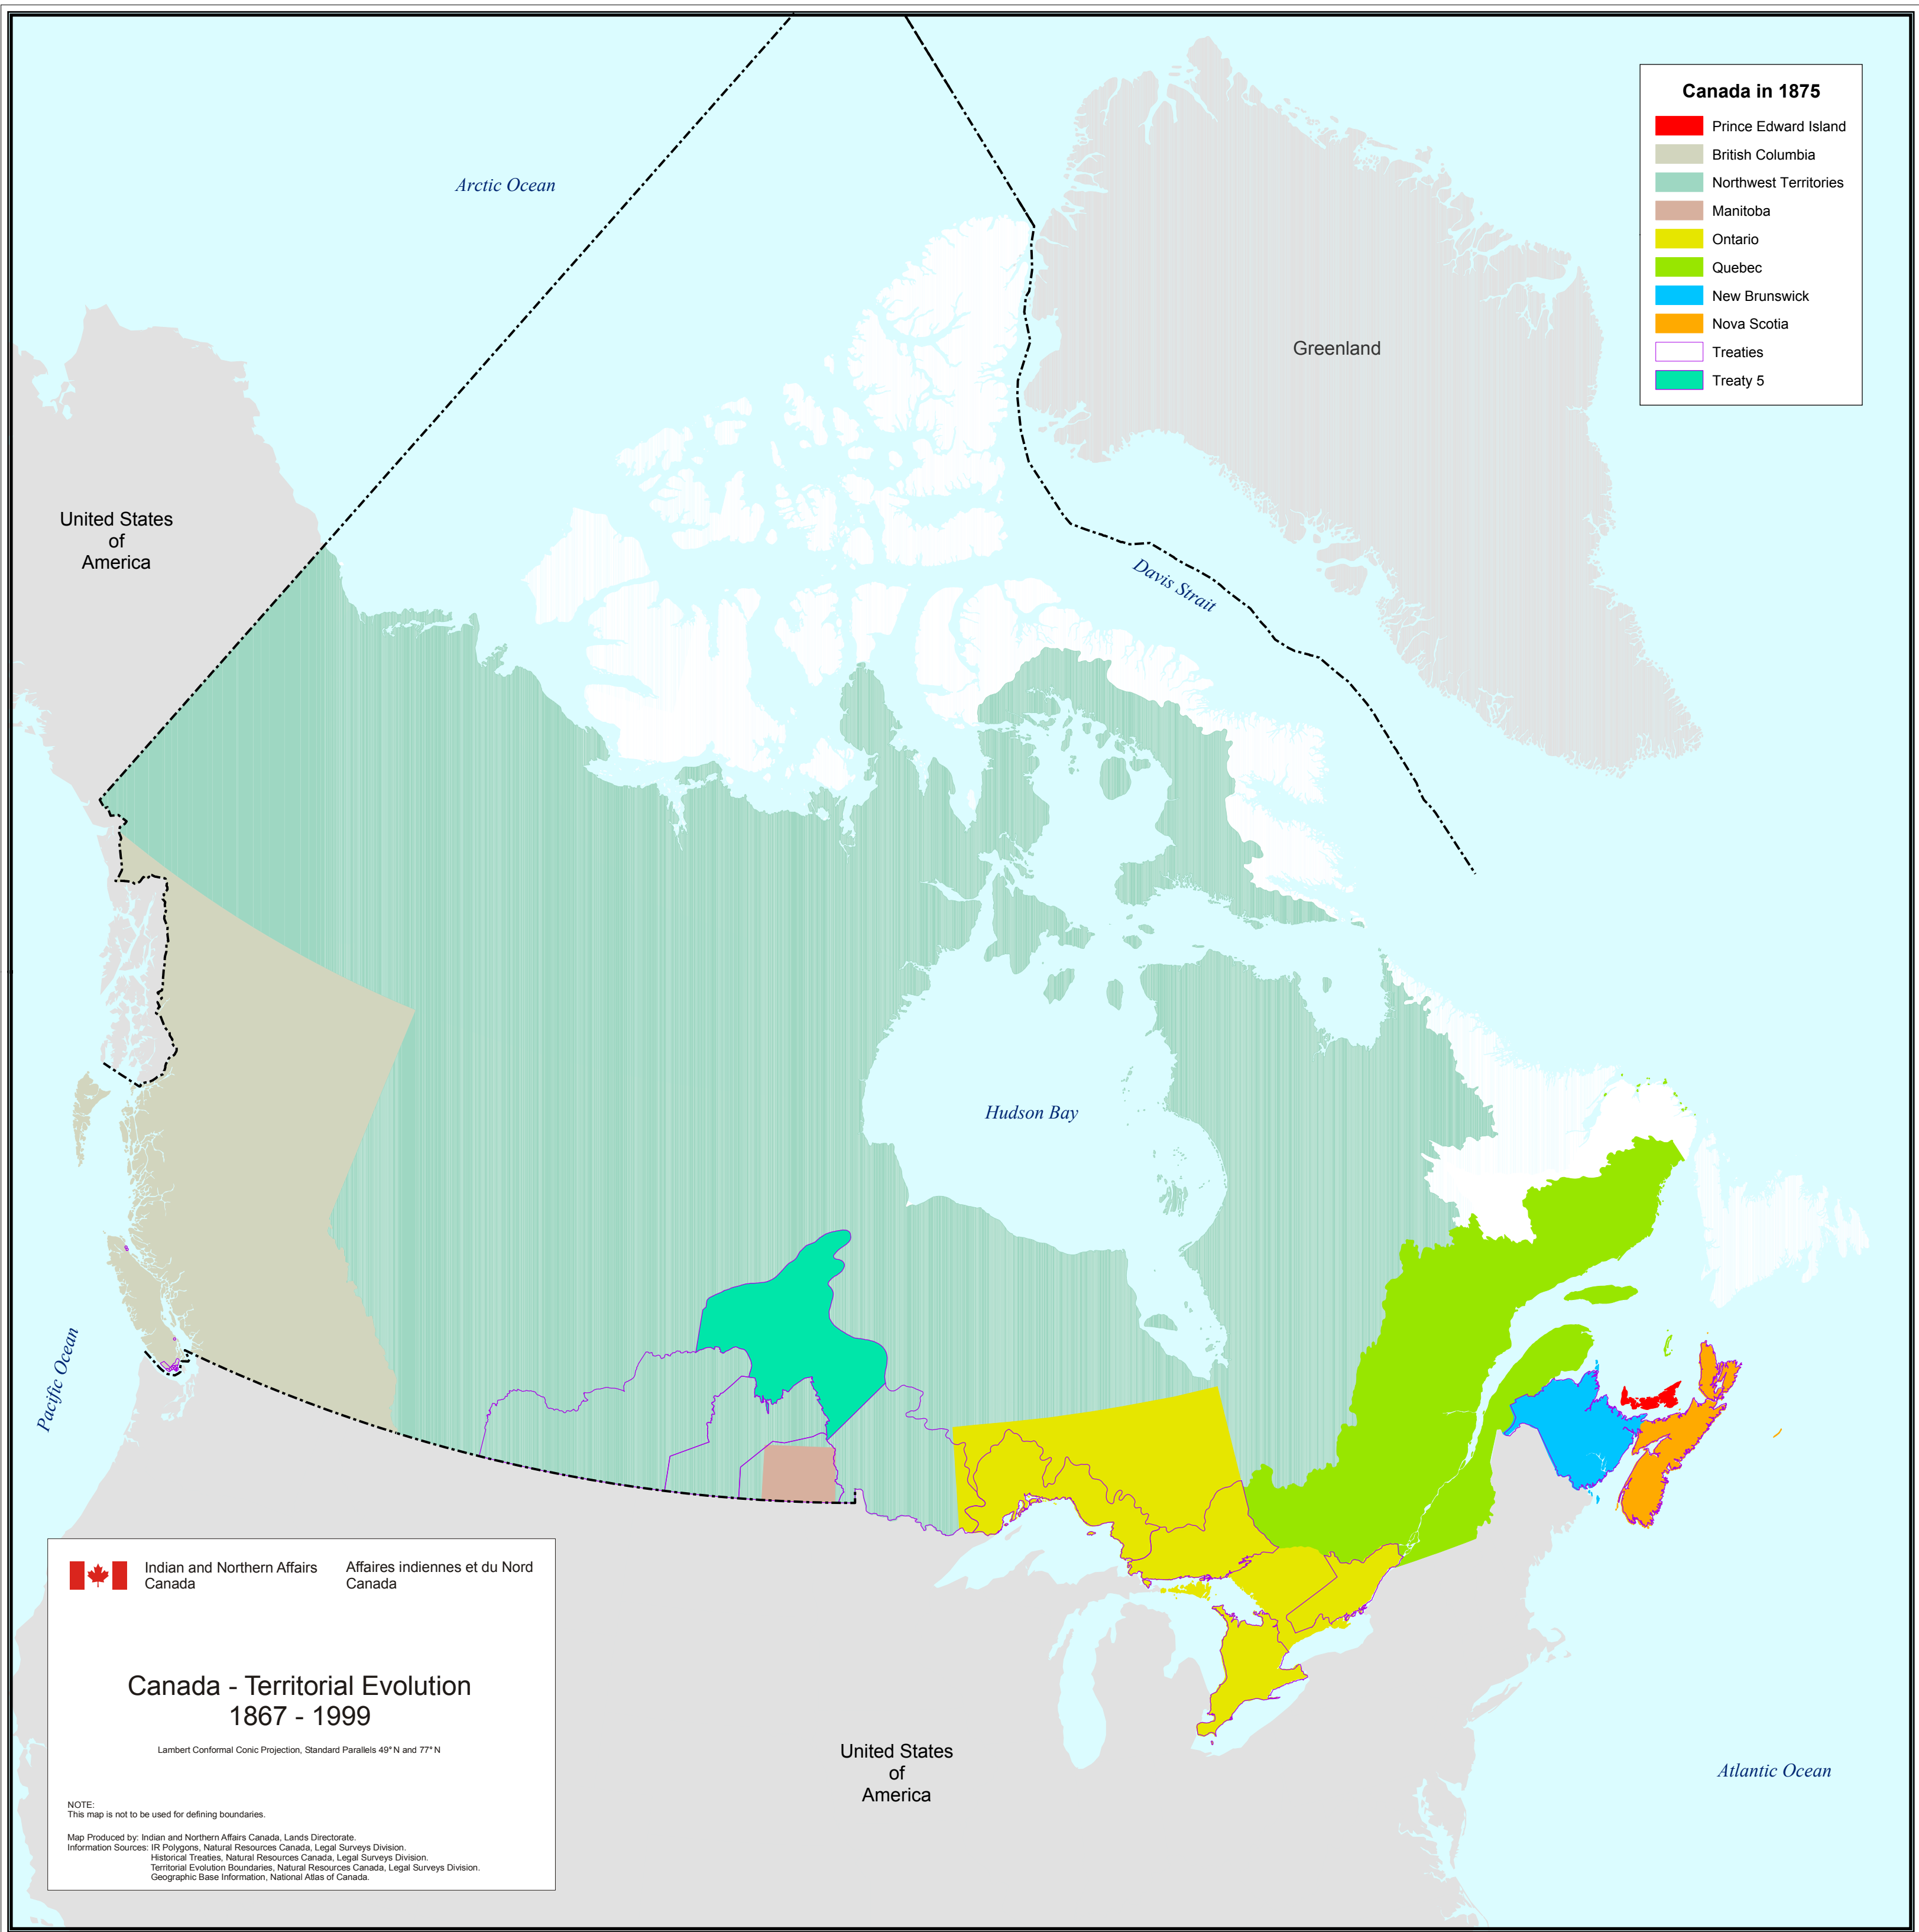 Canada in 1875
Prince Edward Island
British Columbia
Northwest Territories
Manitoba
Ontario
Quebec
New Brunswick
Nova Scotia
Treaties
Treaty 5
Arctic Ocean
Greenland
United States
of
America
Davis Strait
Hudson Bay
Pacific Ocean
United States
of
America
Atlantic Ocean
Indian and Northern Affairs
Canada
Affaires indiennes et du Nord
Canada
Canada - Territorial Evolution
1867 - 1999
Lambert Conformal Conic Projection, Standard Parallels 49° N and 77° N
NOTE:
This map is not to be used for defining boundaries.
Map Produced by: Indian and Northern Affairs Canada, Lands Directorate.
Information Sources: IR Polygons, Natural Resources Canada, Legal Surveys Division.
Historical Treaties, Natural Resources Canada, Legal Surveys Division.
Territorial Evolution Boundaries, Natural Resources Canada, Legal Surveys Division.
Geographic Base Information, National Atlas of Canada.